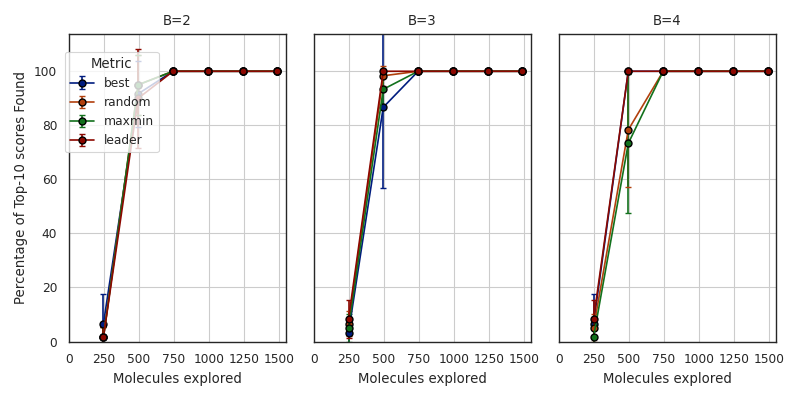 B=2
B=3
B=4
Percentage of Top-10 scores Found
100
80
60
40
20
0
Metric
best
random
maxmin
leader
0 250 500 750 1000 1250 1500
0 250 500 750 1000 1250 1500
0 250 500 750 1000 1250 1500
Molecules explored
Molecules explored
Molecules explored